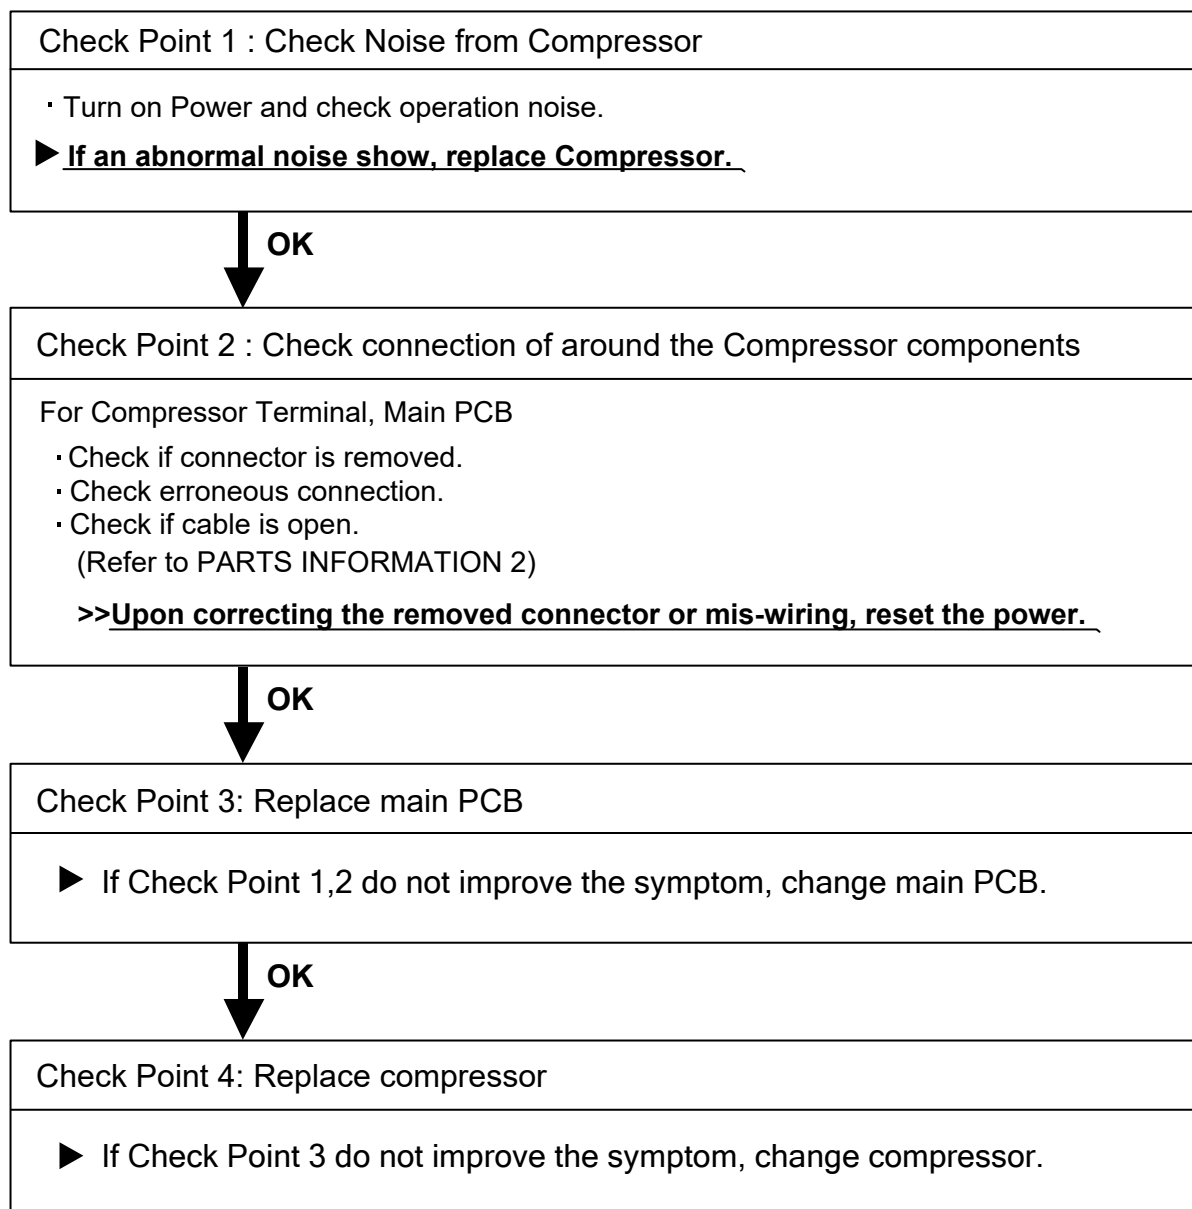 Check Point 1 : Check Noise from Compressor
· Turn on Power and check operation noise.
▶ If an abnormal noise show, replace Compressor.
OK
Check Point 2 : Check connection of around the Compressor components
For Compressor Terminal, Main PCB
· Check if connector is removed.
· Check erroneous connection.
· Check if cable is open.
(Refer to PARTS INFORMATION 2)
>>Upon correcting the removed connector or mis-wiring, reset the power.
OK
Check Point 3: Replace main PCB
▶ If Check Point 1,2 do not improve the symptom, change main PCB.
OK
Check Point 4: Replace compressor
▶ If Check Point 3 do not improve the symptom, change compressor.